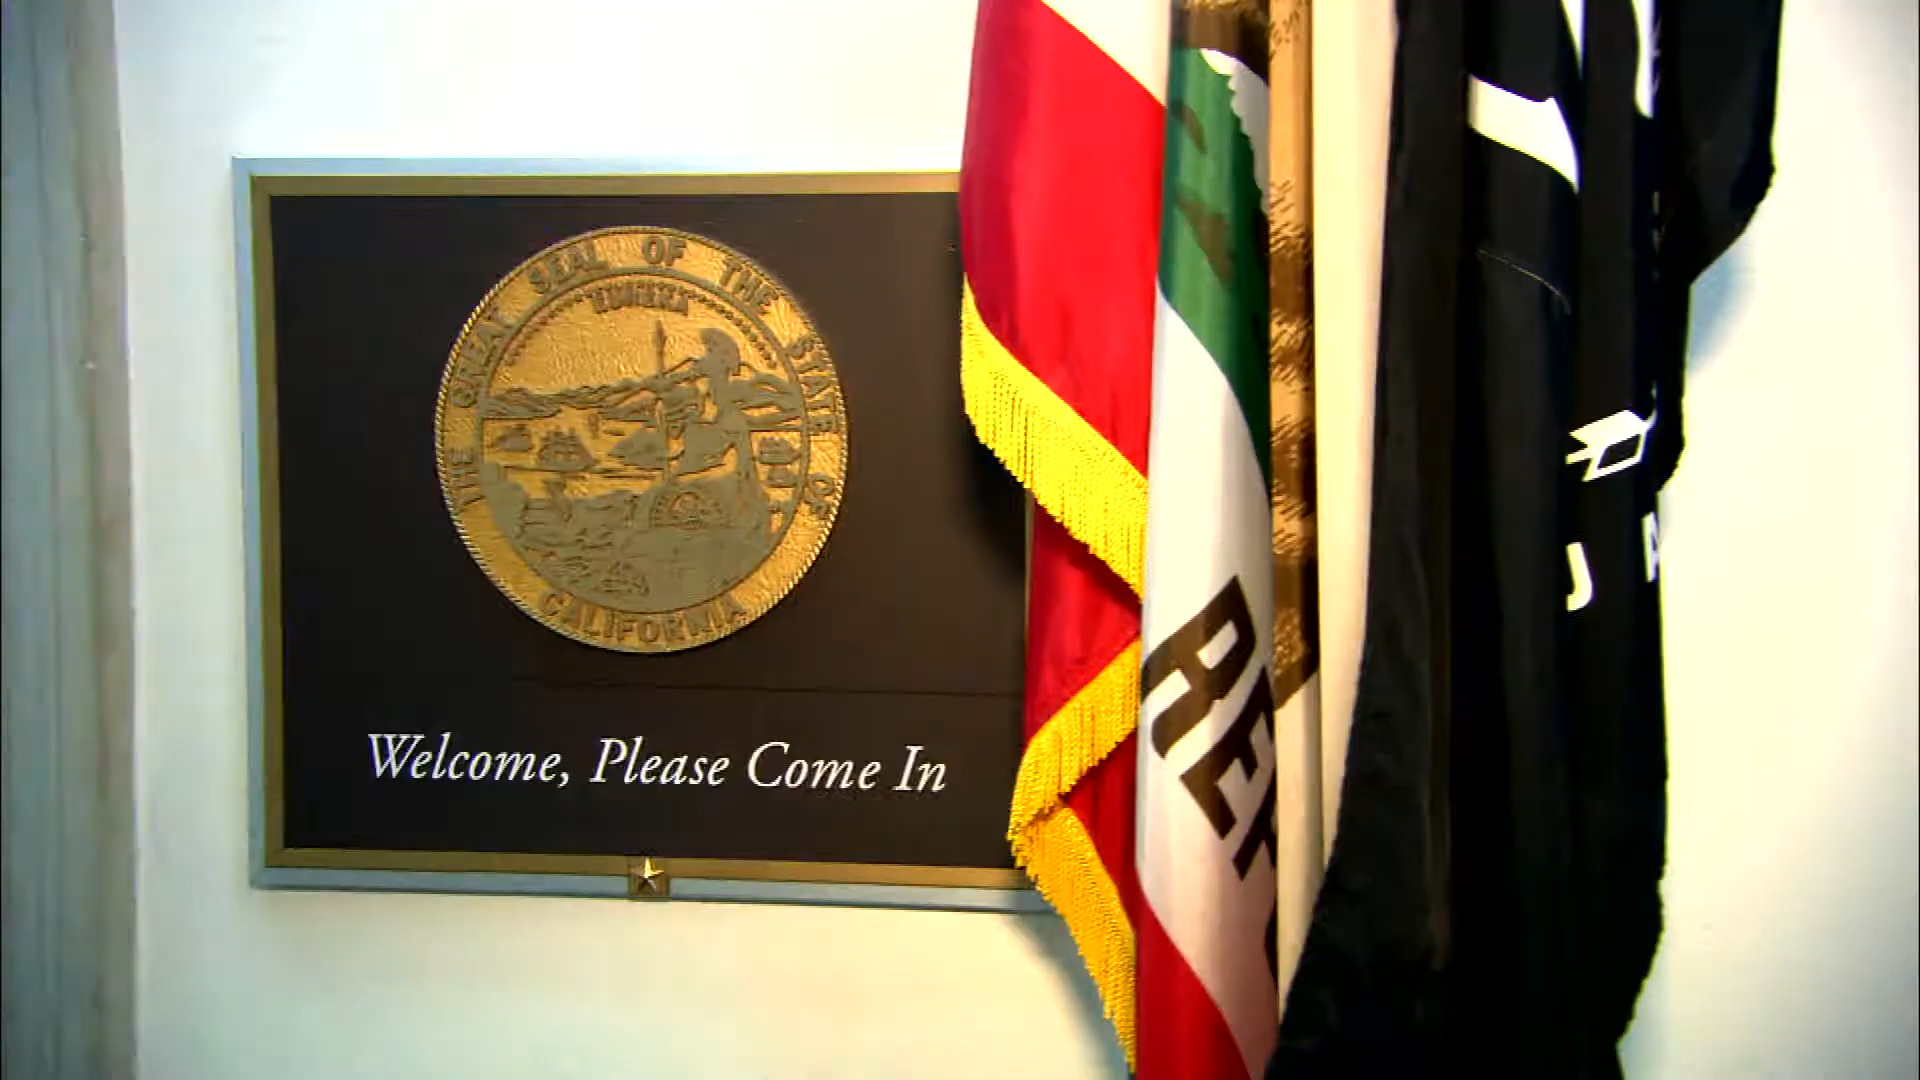 THE GREAT SEAL OF THE STATE OF CALIFORNIA
EUREKA
Welcome, Please Come In
REP
J A